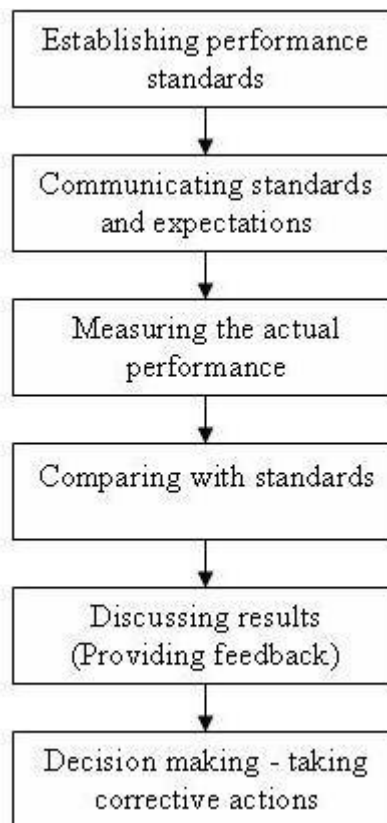 Establishing performance
standards
Communicating standards
and expectations
Measuring the actual
performance
Comparing with standards
Discussing results
(Providing feedback)
Decision making - taking
corrective actions